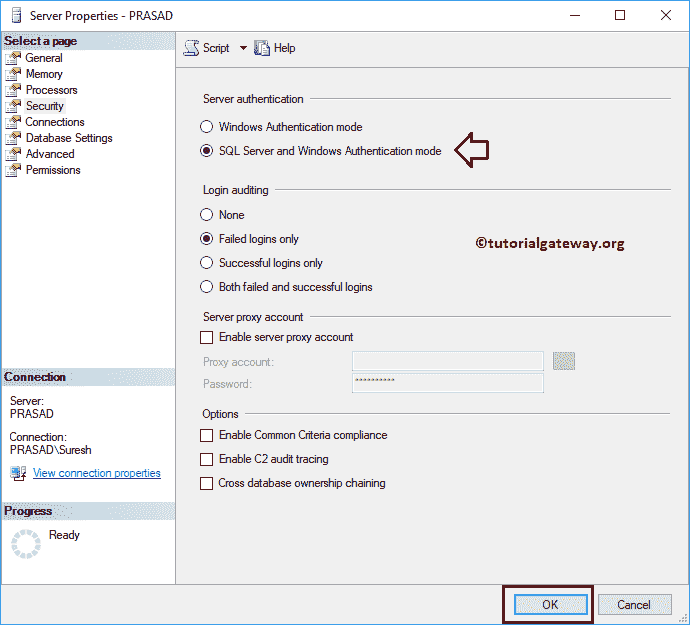 Server Properties - PRASAD
Select a page
General
Memory
Processors
Security
Connections
Database Settings
Advanced
Permissions
Connection
Server:
PRASAD
Connection:
PRASAD\Suresh
View connection properties
Progress
Ready
Script
Help
Server authentication
Windows Authentication mode
SQL Server and Windows Authentication mode
Login auditing
None
Failed logins only
©tutorialgateway.org
Successful logins only
Both failed and successful logins
Server proxy account
Enable server proxy account
Proxy account:
Password:
**********
Options
Enable Common Criteria compliance
Enable C2 audit tracing
Cross database ownership chaining
OK
Cancel